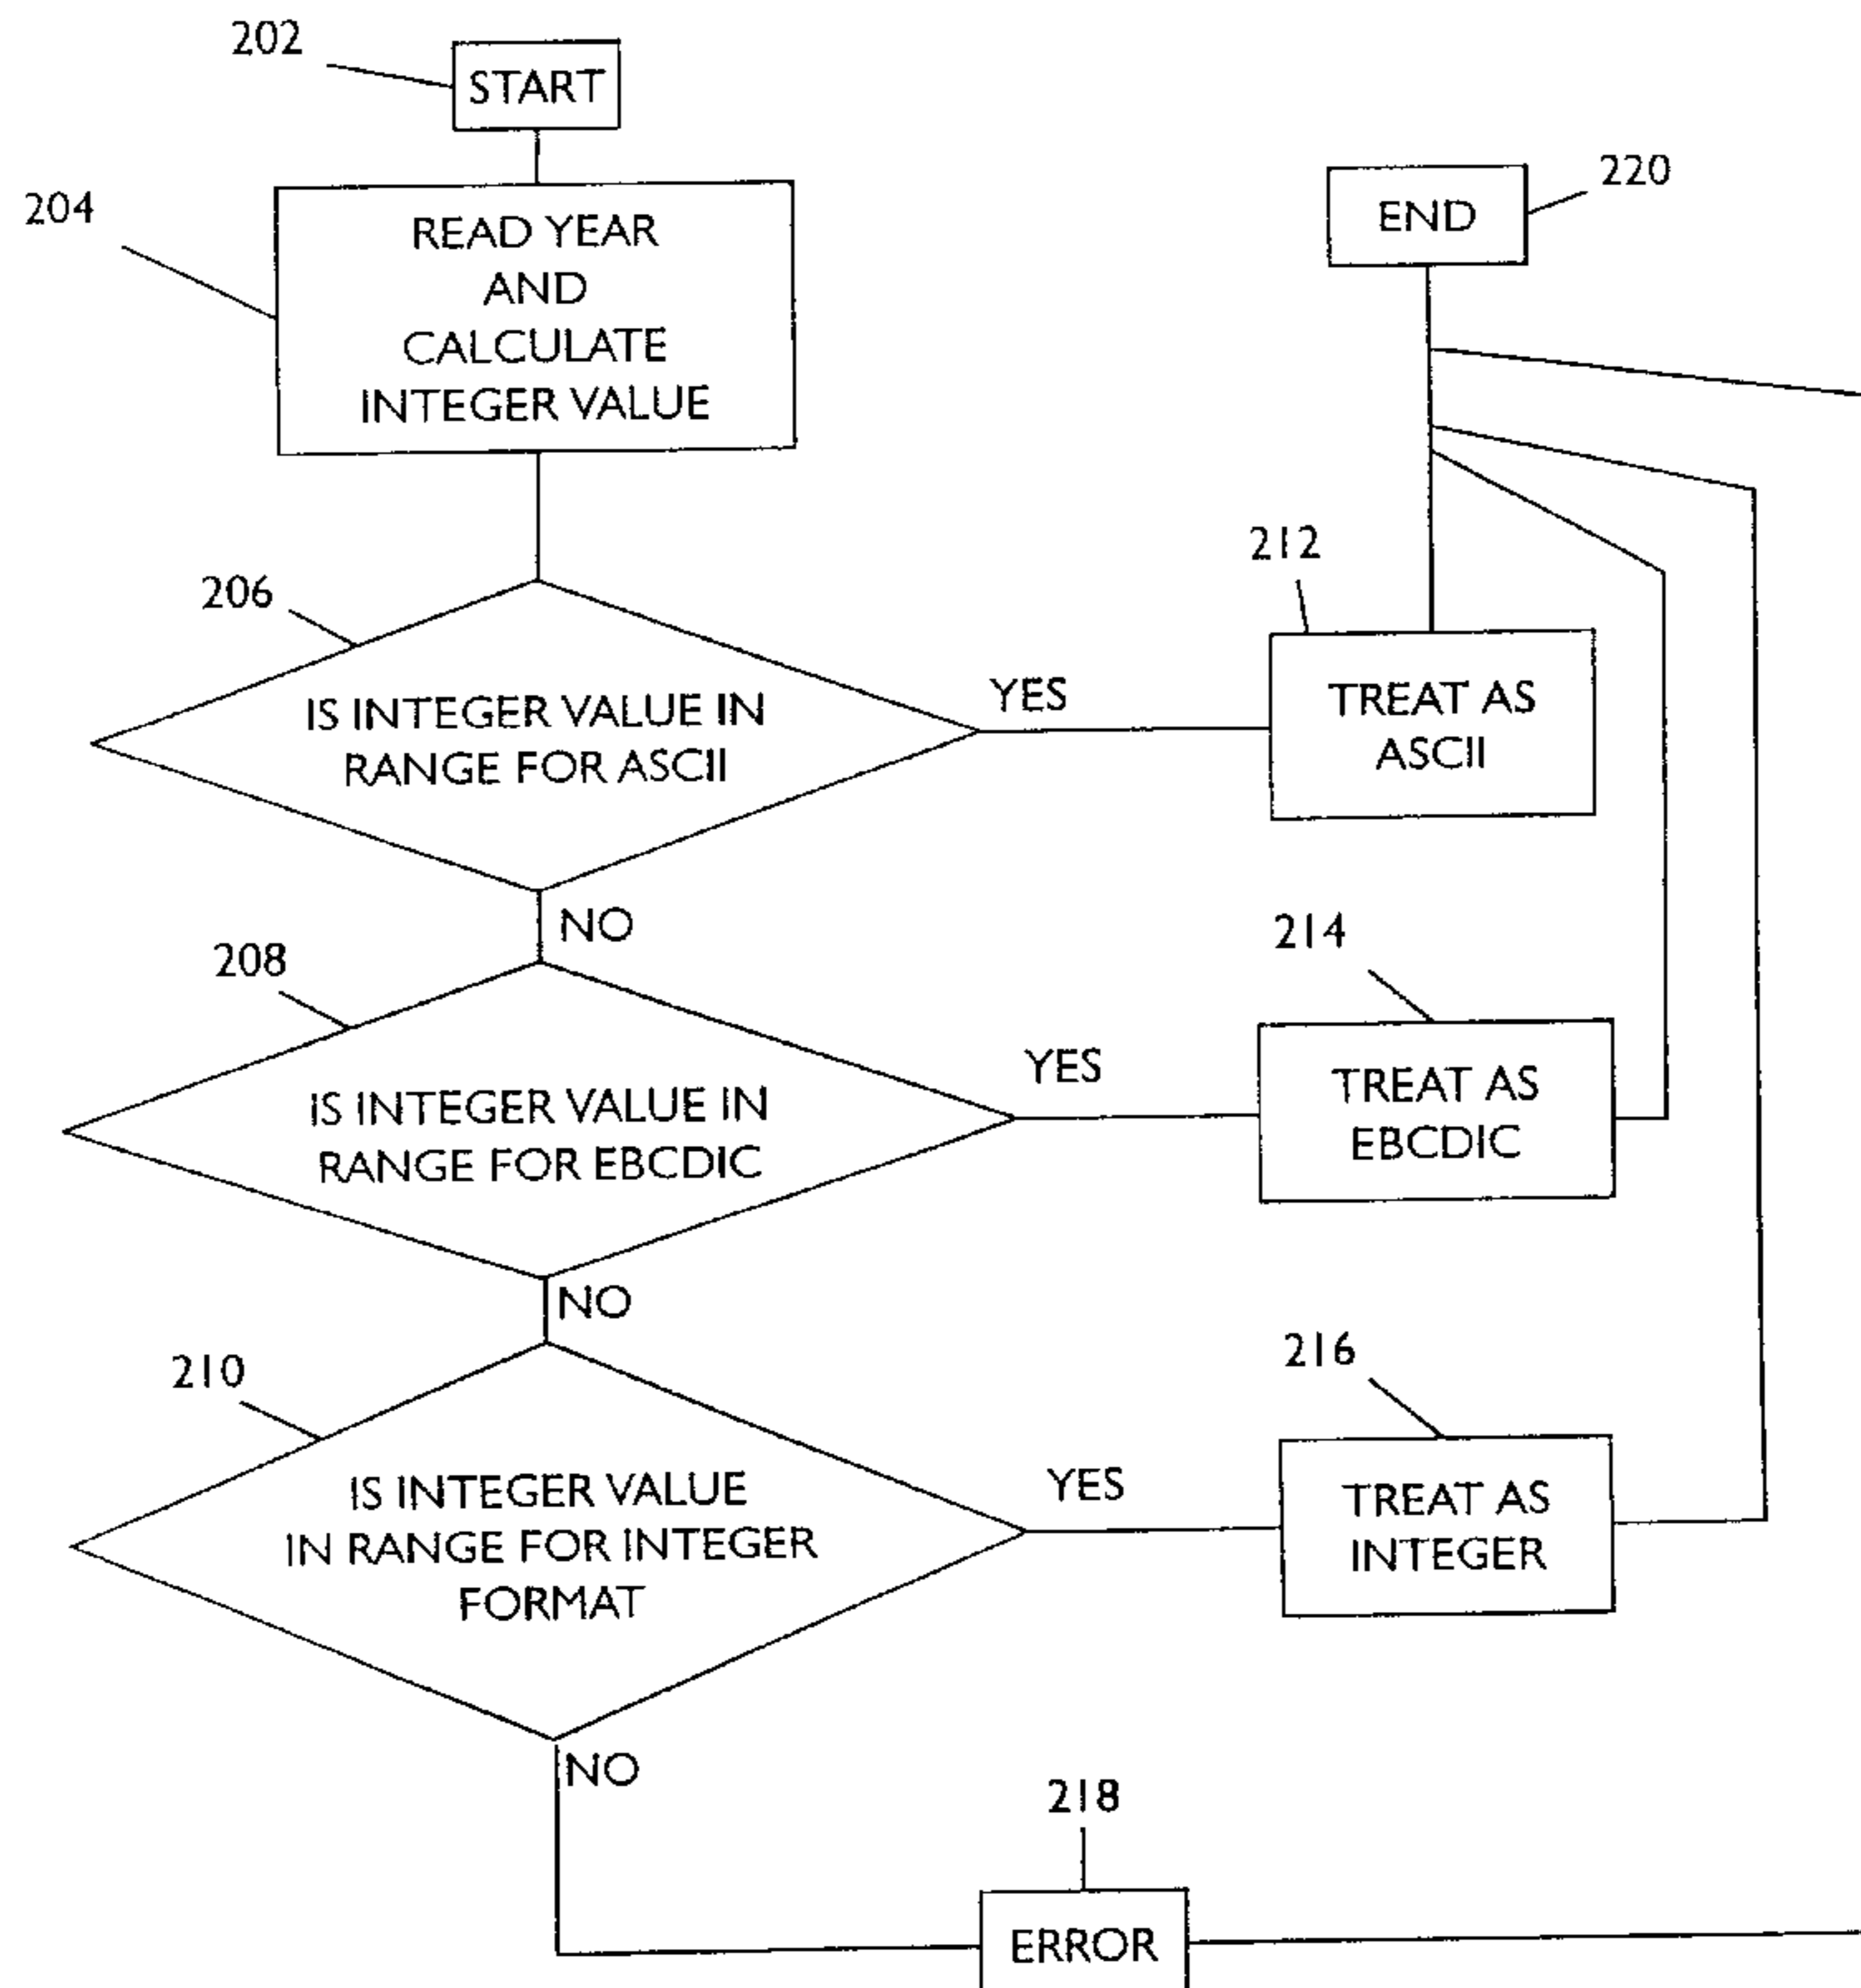 202
START
204
READ YEAR
AND
CALCULATE
INTEGER VALUE
220
END
206
IS INTEGER VALUE IN
RANGE FOR ASCII
YES
212
TREAT AS
ASCII
NO
208
IS INTEGER VALUE IN
RANGE FOR EBCDIC
YES
214
TREAT AS
EBCDIC
NO
210
IS INTEGER VALUE
IN RANGE FOR INTEGER
FORMAT
YES
216
TREAT AS
INTEGER
NO
218
ERROR